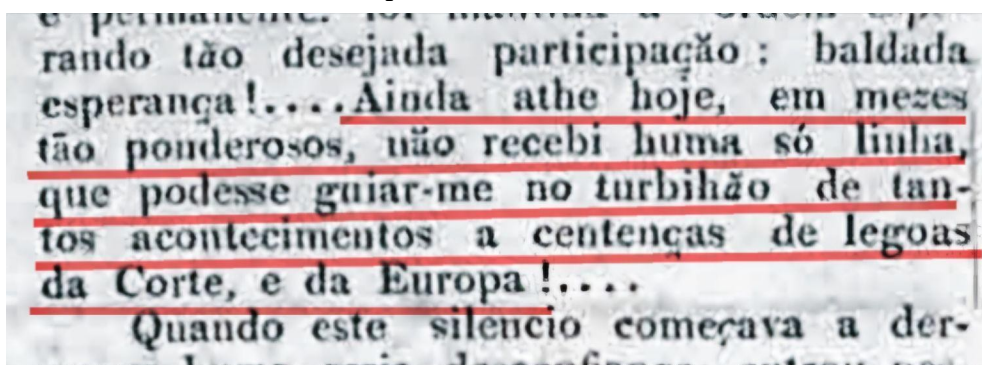 rando tão desejada participação : baldada
esperança!....Ainda athe hoje, em mezes
tão ponderosos, não recebi huma só linha,
que podesse guiar-me no turbihão de tan-
tos acontecimentos a centenças de legoas
da Corte, e da Europa !....
Quando este silencio começava a der-